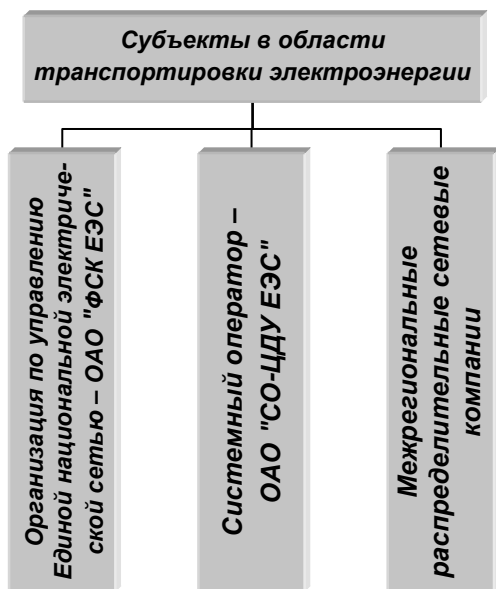 Субъекты в области
транспортировки электроэнергии
Организация по управлению
Единой национальной электриче-
ской сетью – ОАО "ФСК ЕЭС"
Системный оператор –
ОАО "СО-ЦДУ ЕЭС"
Межрегиональные
распределительные сетевые
компании